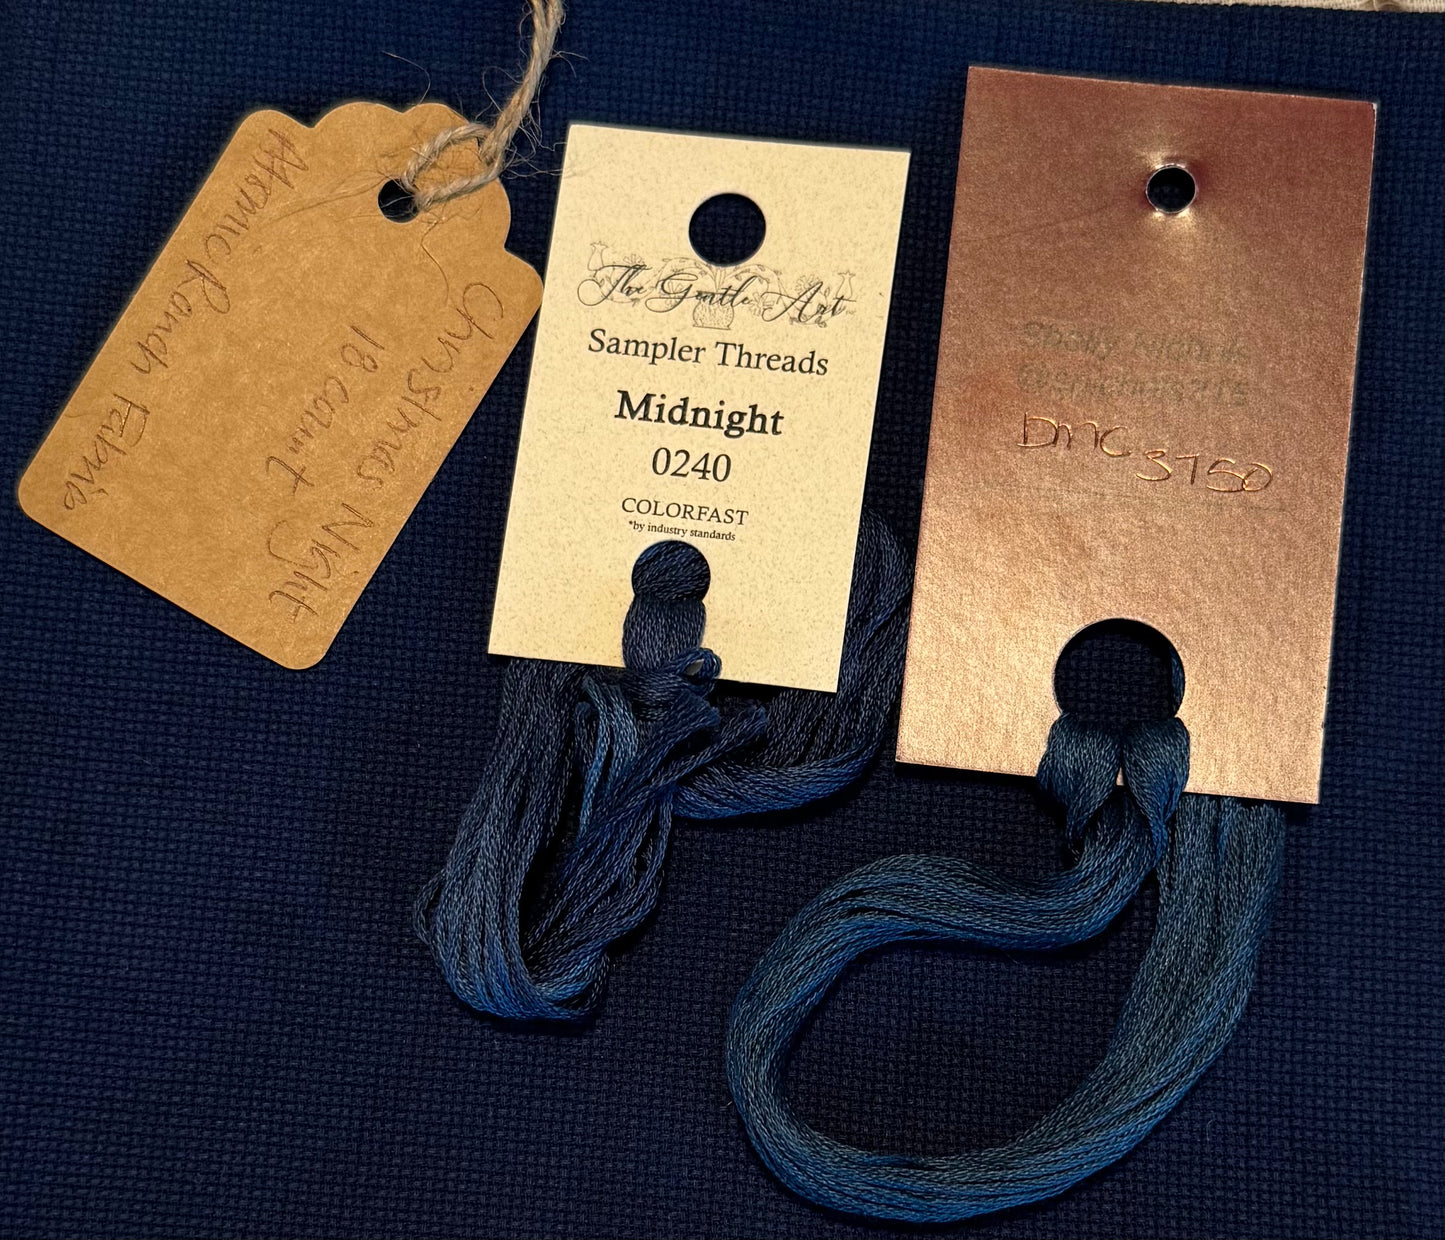 Atomic Ranch Fabric
18 count
Christmas Night
The Gentle Art
Sampler Threads
Midnight
0240
COLORFAST
*by industry standards
DMC 3750